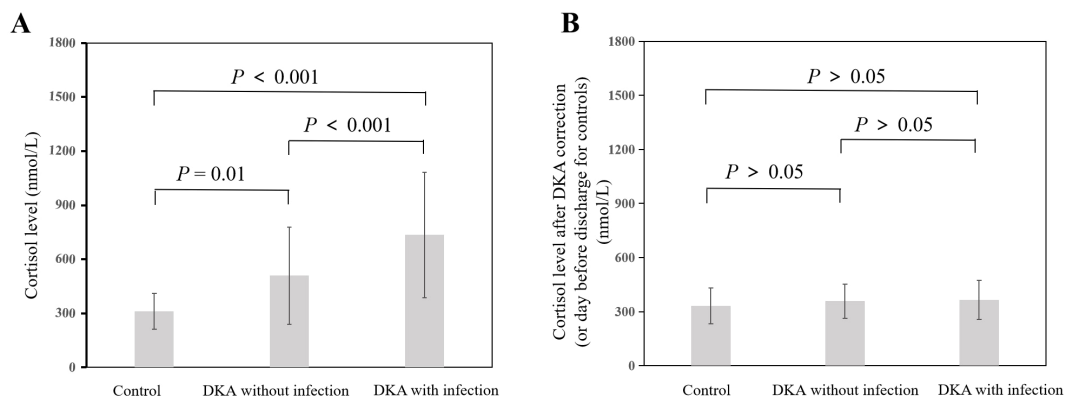 A
Cortisol level (nmol/L)
1800
1500
1200
900
600
300
0
P < 0.001
P < 0.001
P = 0.01
Control
DKA without infection
DKA with infection
B
Cortisol level after DKA correction
(or day before discharge for controls)
(nmol/L)
1800
1500
1200
900
600
300
0
P > 0.05
P > 0.05
P > 0.05
Control
DKA without infection
DKA with infection